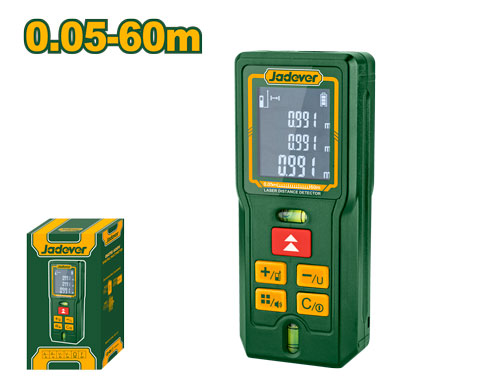 0.05-60m
Jadever
0.991 m
0.991 m
0.991 m
LASER DISTANCE DETECTOR
+/
−/U
C/
Jadever